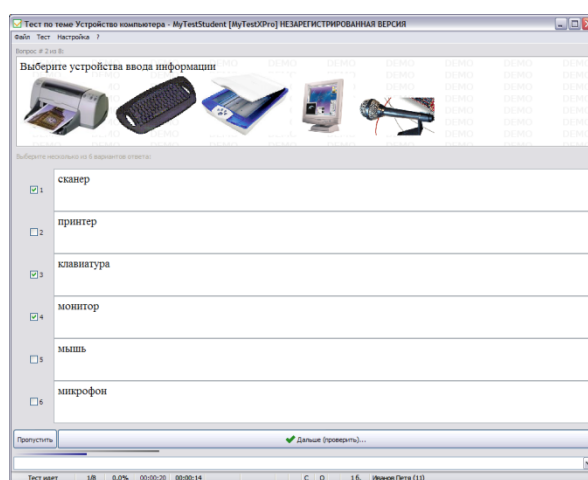 Тест по теме Устройство компьютера - MyTestStudent [MyTestXPro] НЕЗАРЕГИСТРИРОВАННАЯ ВЕРСИЯ
Файл Тест Настройка ?
Вопрос # 2 из 8:
Выберите устройства ввода информации
Выберите несколько из 6 вариантов ответа:
1 сканер
2 принтер
3 клавиатура
4 монитор
5 мышь
6 микрофон
Пропустить Дальше (проверить)...
Тест идет 1/8 0,0% 00:00:20 00:00:14 С О 1 б. Иванов Петя (11)